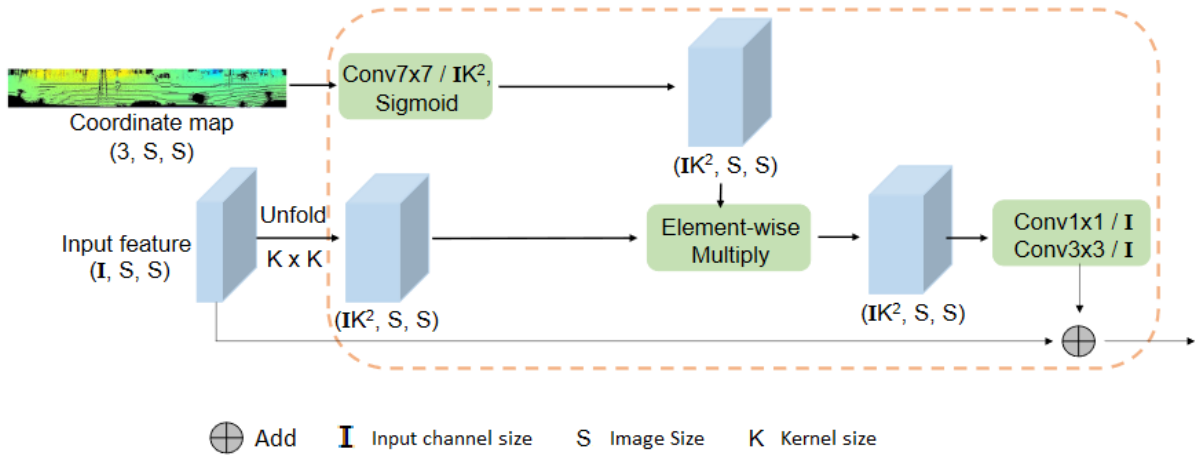 Conv7x7 / IK²,
Sigmoid
Coordinate map
(3, S, S)
(IK², S, S)
Unfold
K x K
Input feature
(I, S, S)
Element-wise
Multiply
Conv1x1 / I
Conv3x3 / I
(IK², S, S)
(IK², S, S)
Add
I Input channel size
S Image Size
K Kernel size